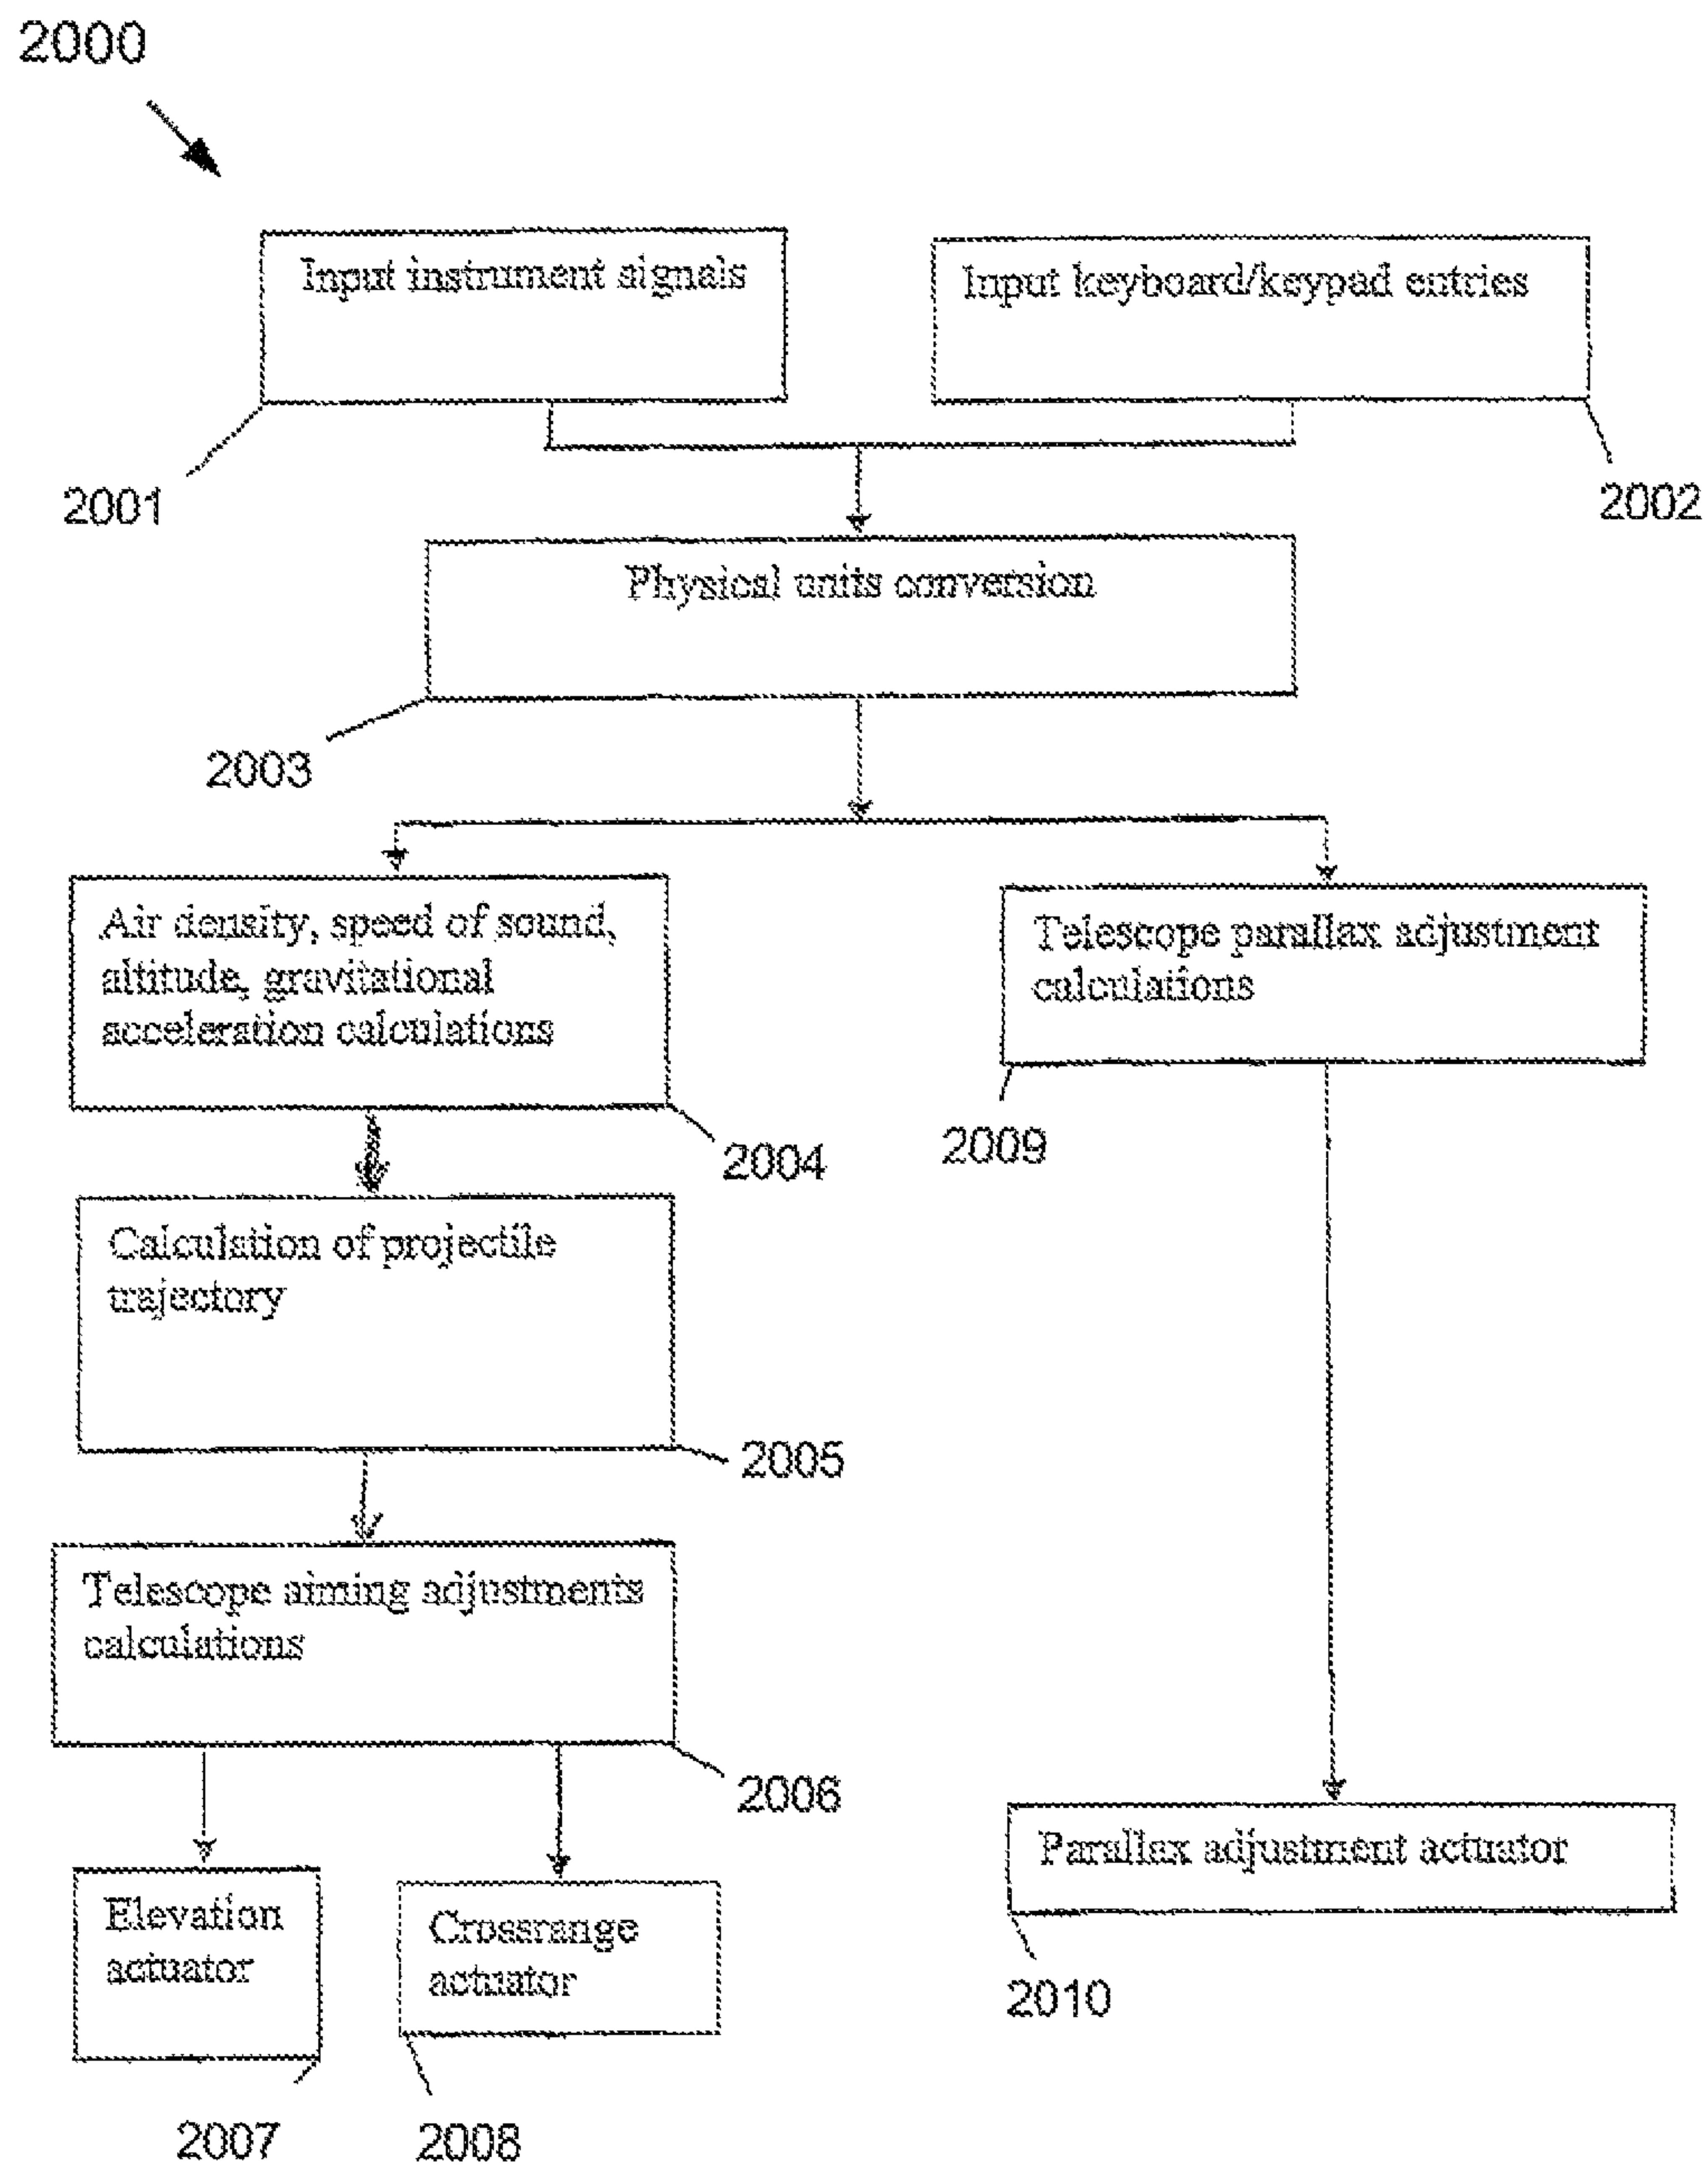 2000
Input instrument signals
Input keyboard/keypad entries
2001
2002
Physical units conversion
2003
Air density, speed of sound,
altitude, gravitational
acceleration calculations
Telescope parallax adjustment
calculations
2004
2009
Calculation of projectile
trajectory
2005
Telescope aiming adjustments
calculations
2006
Parallax adjustment actuator
Elevation
actuator
Crossrange
actuator
2010
2007
2008